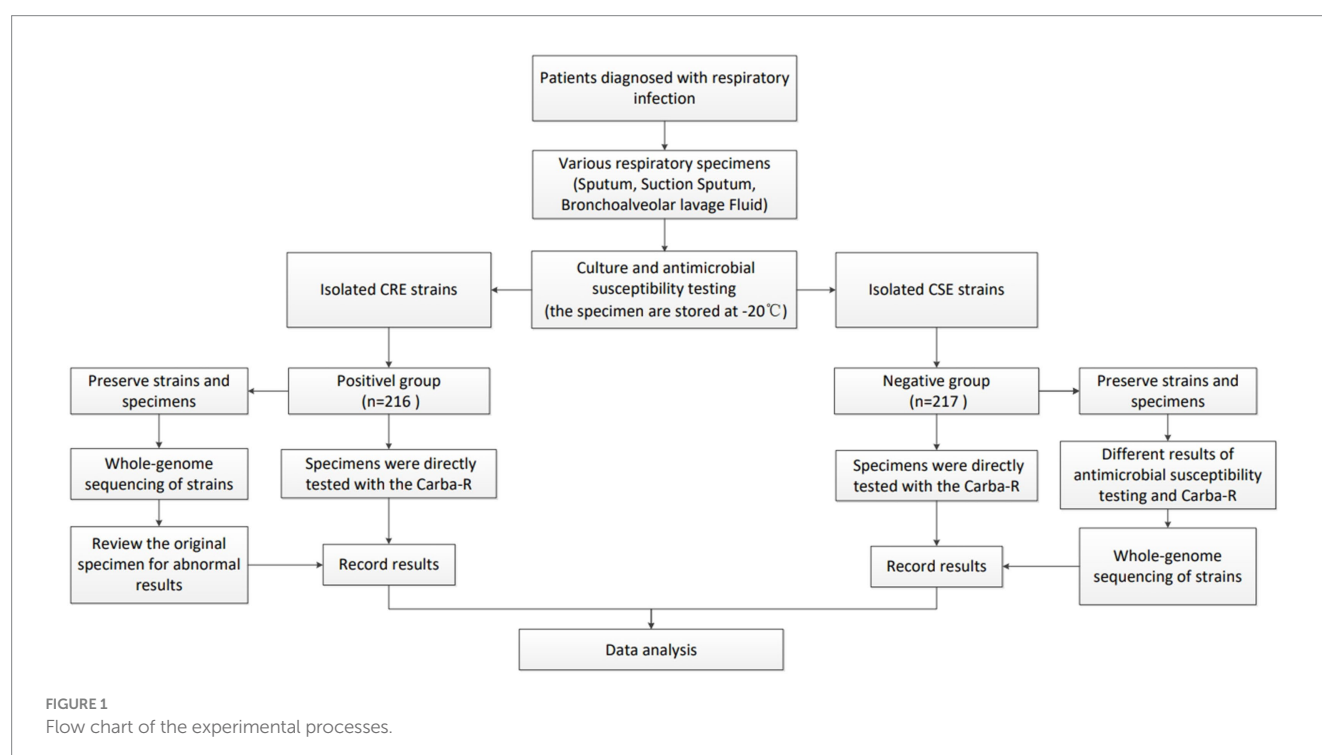 Patients diagnosed with respiratory
infection
Various respiratory specimens
(Sputum, Suction Sputum,
Bronchoalveolar lavage Fluid)
Culture and antimicrobial
susceptibility testing
(the specimen are stored at -20℃)
Isolated CRE strains
Isolated CSE strains
Preserve strains and
specimens
Positivel group
(n=216 )
Negative group
(n=217 )
Preserve strains and
specimens
Whole-genome
sequencing of strains
Specimens were directly
tested with the Carba-R
Specimens were directly
tested with the Carba-R
Different results of
antimicrobial susceptibility
testing and Carba-R
Review the original
specimen for abnormal
results
Record results
Record results
Whole-genome
sequencing of strains
Data analysis
FIGURE 1
Flow chart of the experimental processes.